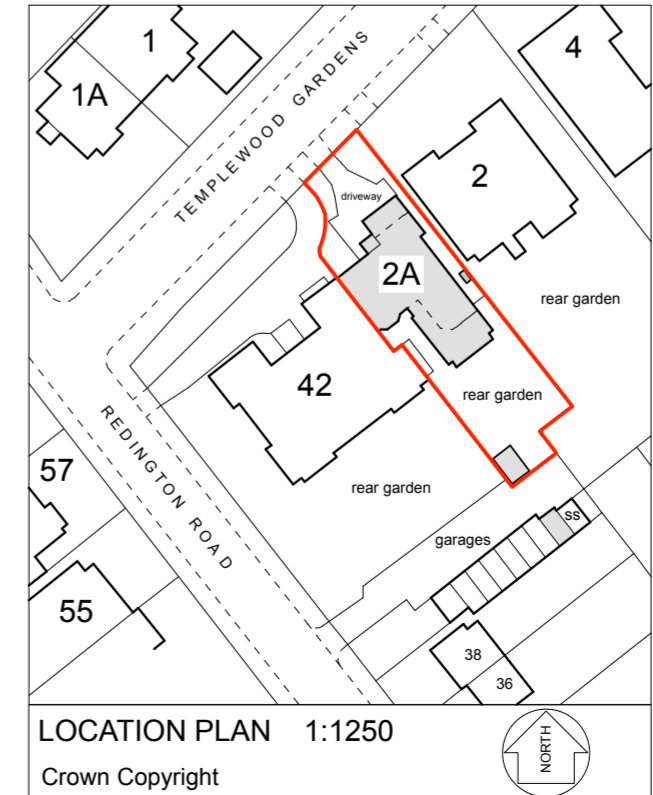 1
4
1A
TEMPLEWOOD GARDENS
2
driveway
2A
rear garden
42
rear garden
REDINGTON ROAD
57
rear garden
ss
garages
55
38
36
LOCATION PLAN 1:1250
NORTH
Crown Copyright